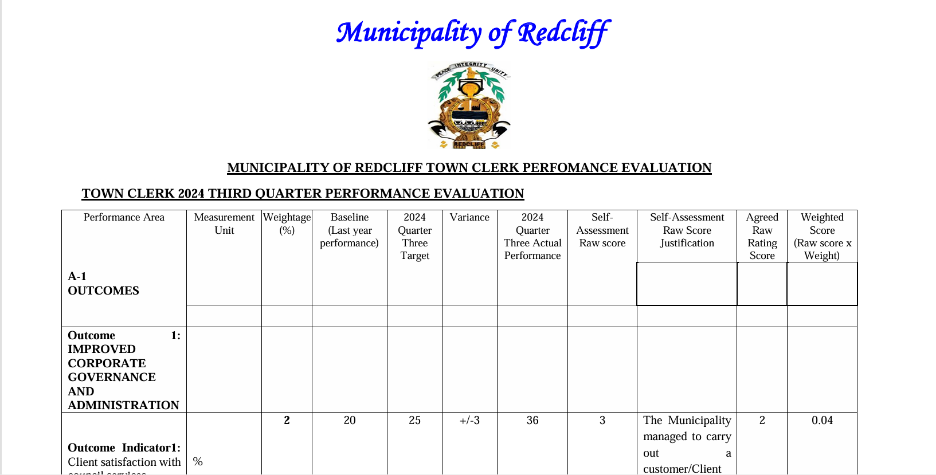 Municipality of Redcliff
PEACE INTEGRITY UNITY
REDCLIFF
MUNICIPALITY OF REDCLIFF TOWN CLERK PERFOMANCE EVALUATION
TOWN CLERK 2024 THIRD QUARTER PERFORMANCE EVALUATION
Performance Area
Measurement
Unit
Weightage
(%)
Baseline
(Last year
performance)
2024
Quarter
Three
Target
Variance
2024
Quarter
Three Actual
Performance
Self-
Assessment
Raw score
Self-Assessment
Raw Score
Justification
Agreed
Raw
Rating
Score
Weighted
Score
(Raw score x
Weight)
A-1
OUTCOMES
Outcome 1:
IMPROVED
CORPORATE
GOVERNANCE
AND
ADMINISTRATION
Outcome Indicator1:
Client satisfaction with
council services
%
2
20
25
+/-3
36
3
The Municipality
managed to carry
out a
customer/Client
2
0.04